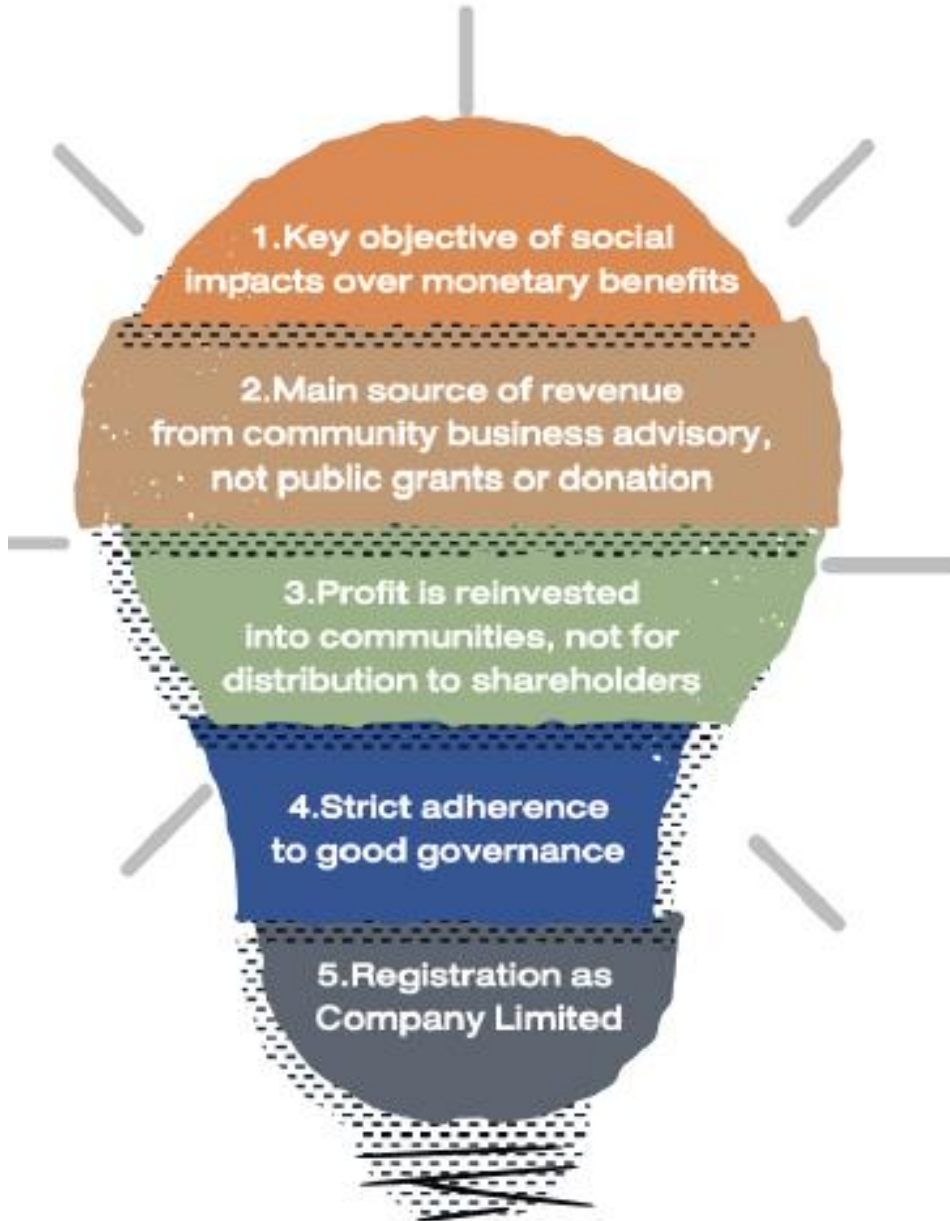 1.Key objective of social
impacts over monetary benefits
2.Main source of revenue
from community business advisory,
not public grants or donation
3.Profit is reinvested
into communities, not for
distribution to shareholders
4.Strict adherence
to good governance
5.Registration as
Company Limited